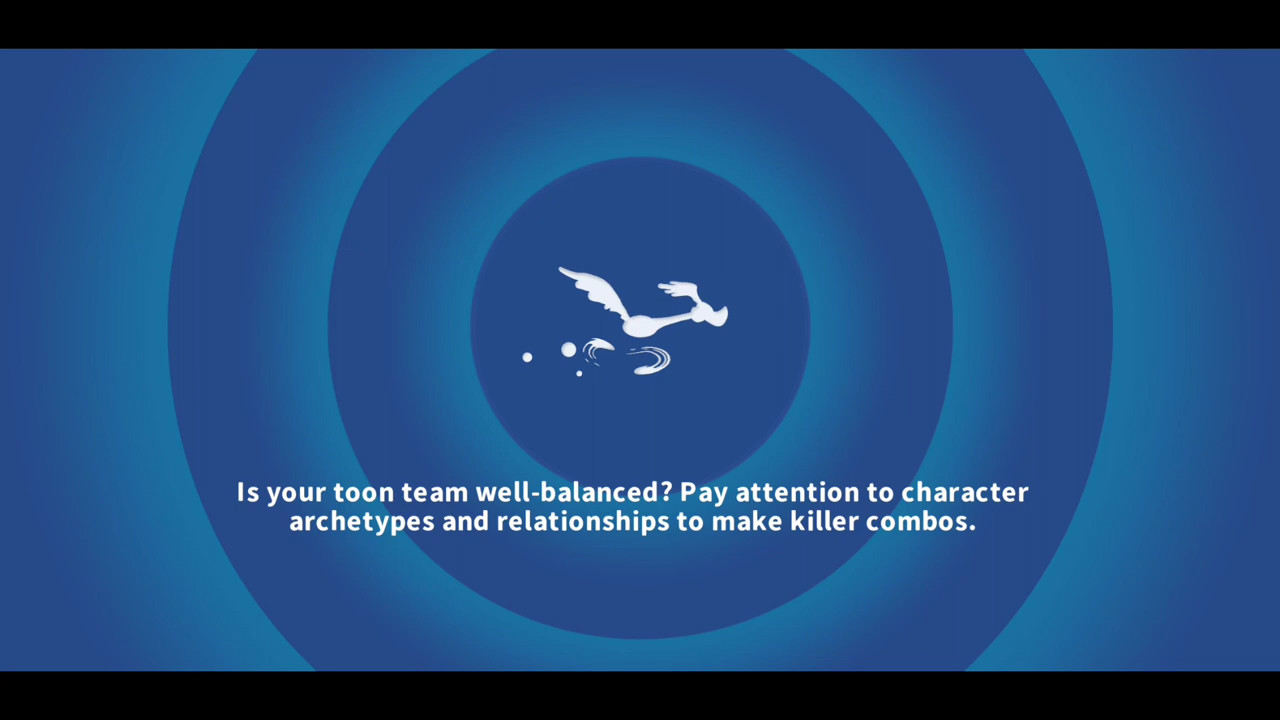 Is your toon team well-balanced? Pay attention to character
archetypes and relationships to make killer combos.